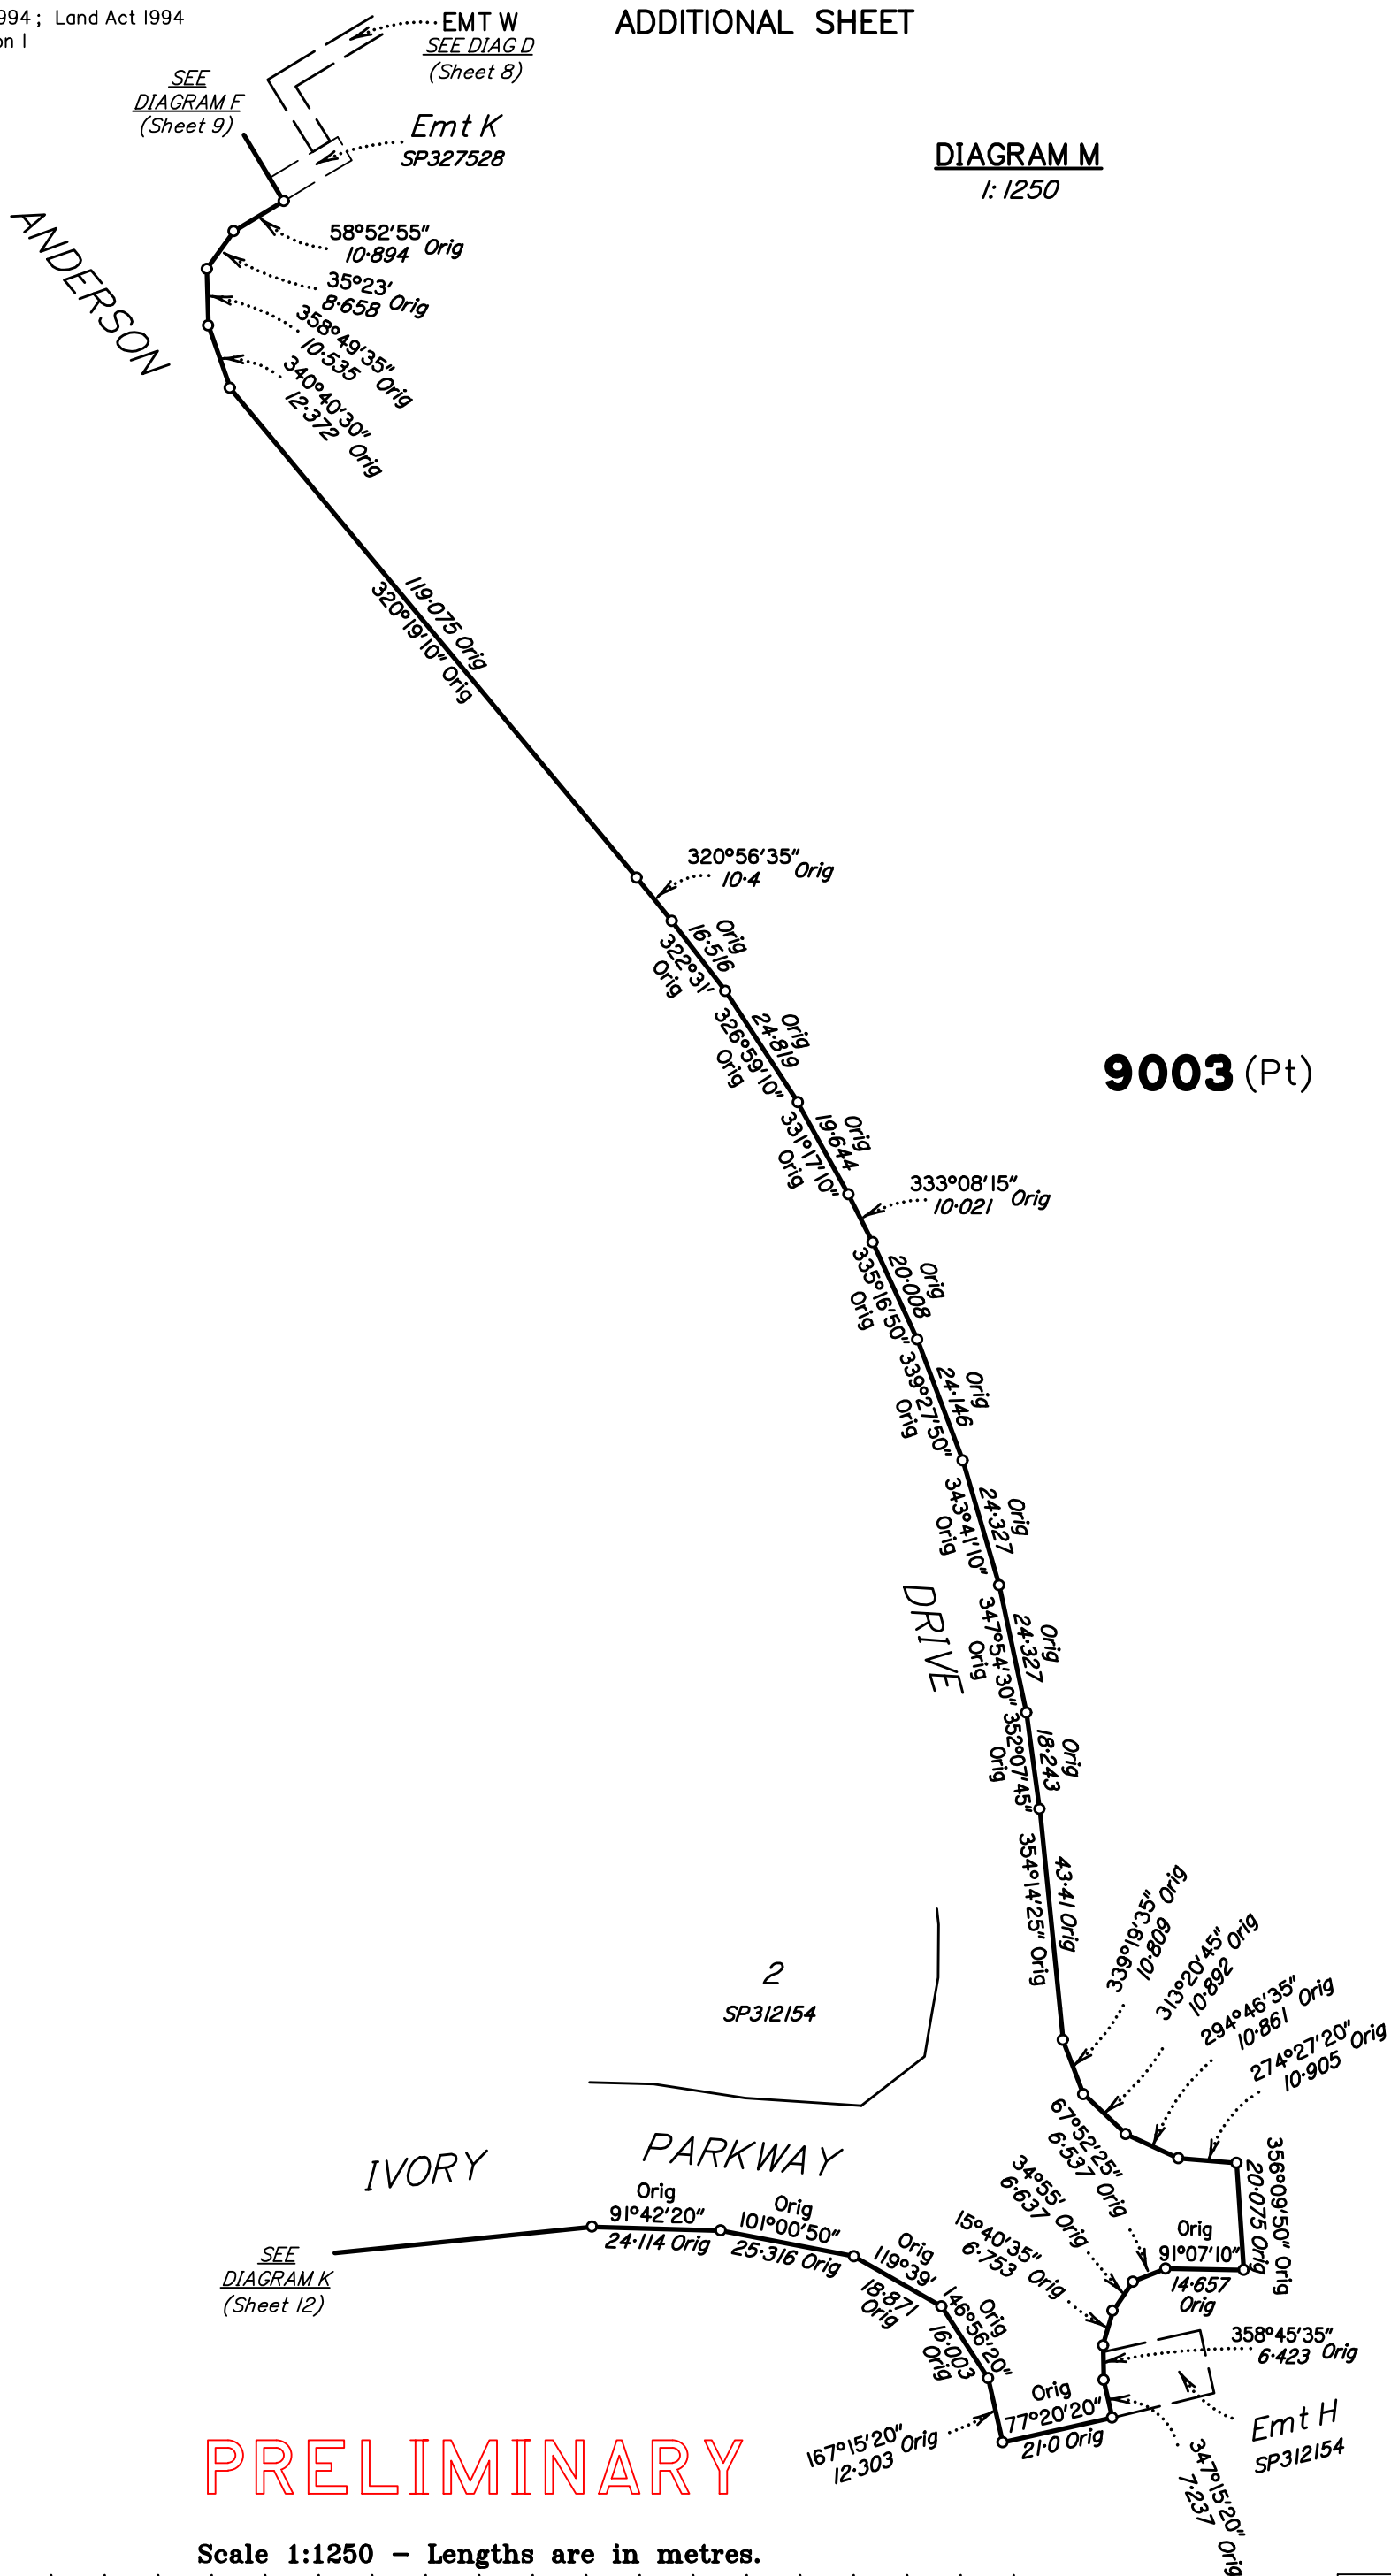 994; Land Act 1994
on 1
ADDITIONAL SHEET
EMT W
SEE DIAG D
(Sheet 8)
SEE
DIAGRAM F
(Sheet 9)
Emt K
SP327528
DIAGRAM M
1:1250
ANDERSON
58°52'55" Orig
10·894
35°23' Orig
8·658
358°49'35" Orig
10·535
340°40'30" Orig
12·372
119·075 Orig
320°19'10" Orig
320°56'35" Orig
10·4
Orig
16·516
322°31'
Orig
Orig
24·819
326°59'10"
Orig
9003 (Pt)
Orig
19·644
331°17'10"
Orig
333°08'15" Orig
10·021
Orig
20·008
335°16'50"
Orig
Orig
24·146
339°27'50"
Orig
Orig
24·327
343°41'10"
Orig
DRIVE
Orig
24·327
347°54'30"
Orig
Orig
18·243
352°07'45"
Orig
43·41 Orig
354°14'25" Orig
339°19'35" Orig
10·809
313°20'45" Orig
10·892
294°46'35" Orig
10·861
274°27'20" Orig
10·905
2
SP312154
356°09'50" Orig
20·075 Orig
67°52'25" Orig
6·537
34°55' Orig
6·637
15°40'35" Orig
6·753
IVORY PARKWAY
Orig
91°42'20"
24·114 Orig
Orig
101°00'50"
25·316 Orig
Orig
119°39'
18·871
Orig
Orig
146°56'20"
16·003
Orig
Orig
91°07'10"
14·657
Orig
SEE
DIAGRAM K
(Sheet 12)
358°45'35"
6·423 Orig
Orig
77°20'20"
21·0 Orig
167°15'20" Orig
12·303
Emt H
SP312154
347°15'20" Orig
7·237
PRELIMINARY
Scale 1:1250 – Lengths are in metres.